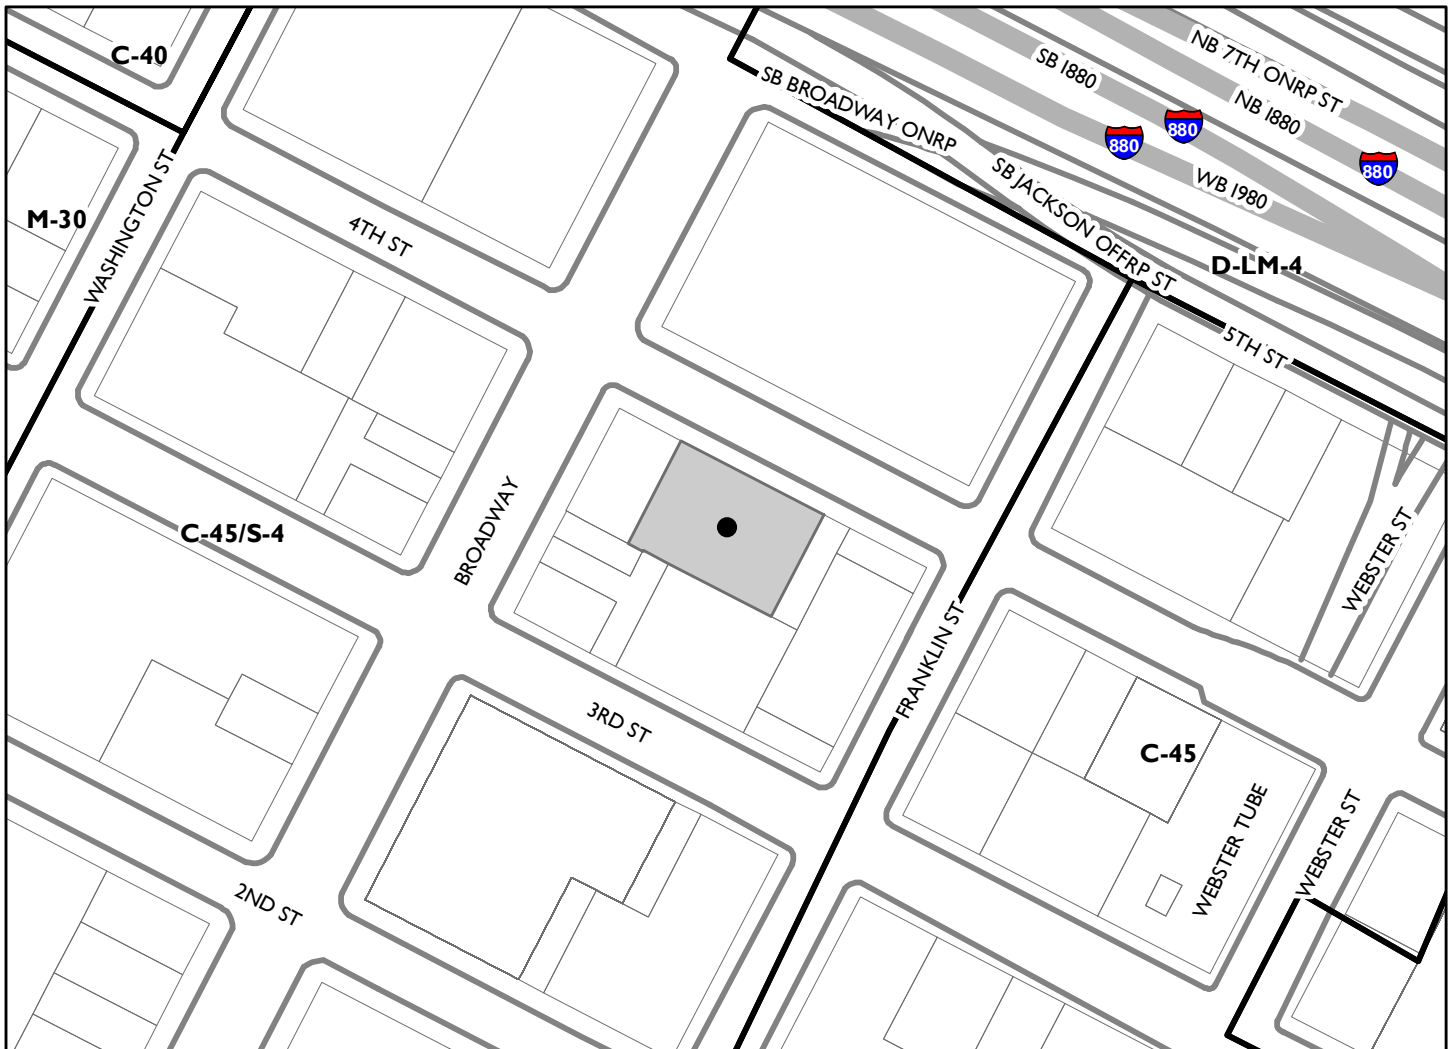 C-40
NB 7TH ONRP ST
SB I880
SB BROADWAY ONRP
NB I880
880
880
880
WB I980
SB JACKSON OFFRP ST
M-30
WASHINGTON ST
4TH ST
D-LM-4
5TH ST
C-45/S-4
BROADWAY
WEBSTER ST
FRANKLIN ST
3RD ST
C-45
WEBSTER TUBE
WEBSTER ST
2ND ST